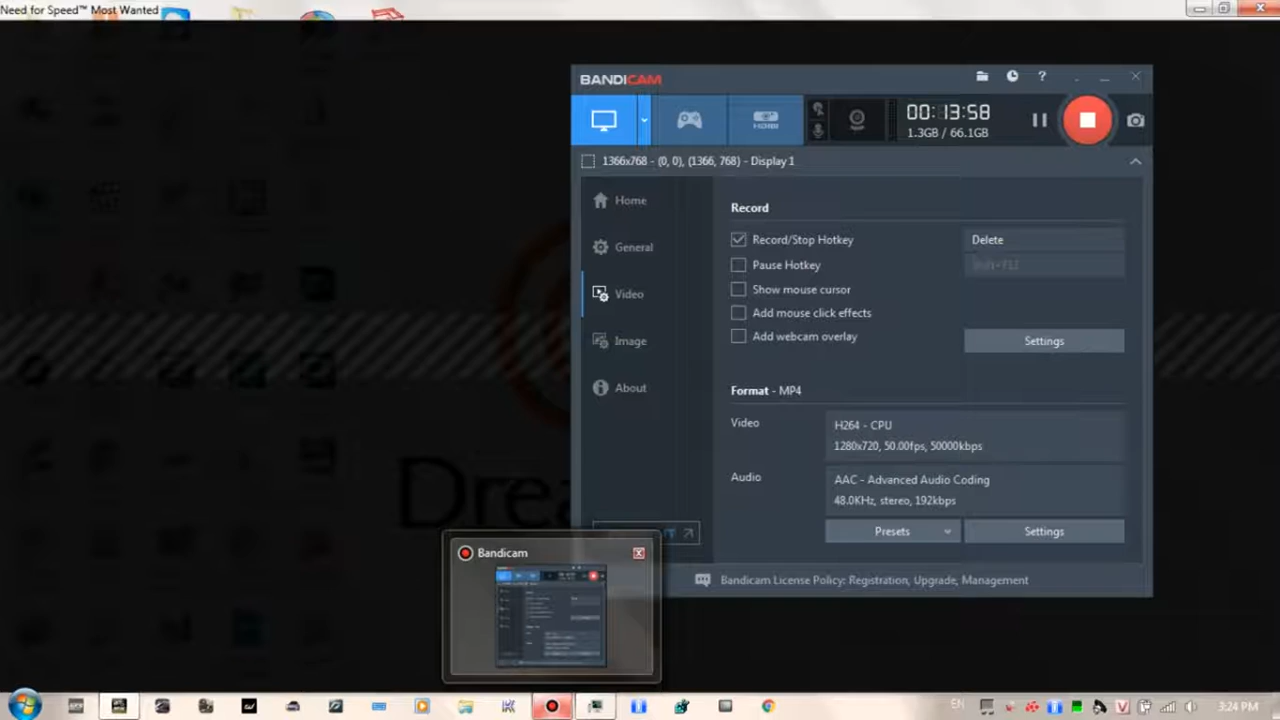 Need for Speed™ Most Wanted
BANDICAM
?
HDMI
00:13:58
1.3GB / 66.1GB
1366x768 - (0, 0), (1366, 768) - Display 1
Home
General
Video
Image
About
Record
Record/Stop Hotkey
Delete
Pause Hotkey
Show mouse cursor
Add mouse click effects
Add webcam overlay
Settings
Format - MP4
Video
H264 - CPU
1280x720, 50.00fps, 50000kbps
Audio
AAC - Advanced Audio Coding
48.0KHz, stereo, 192kbps
Presets
Settings
Bandicam License Policy: Registration, Upgrade, Management
Bandicam
EN
3:24 PM